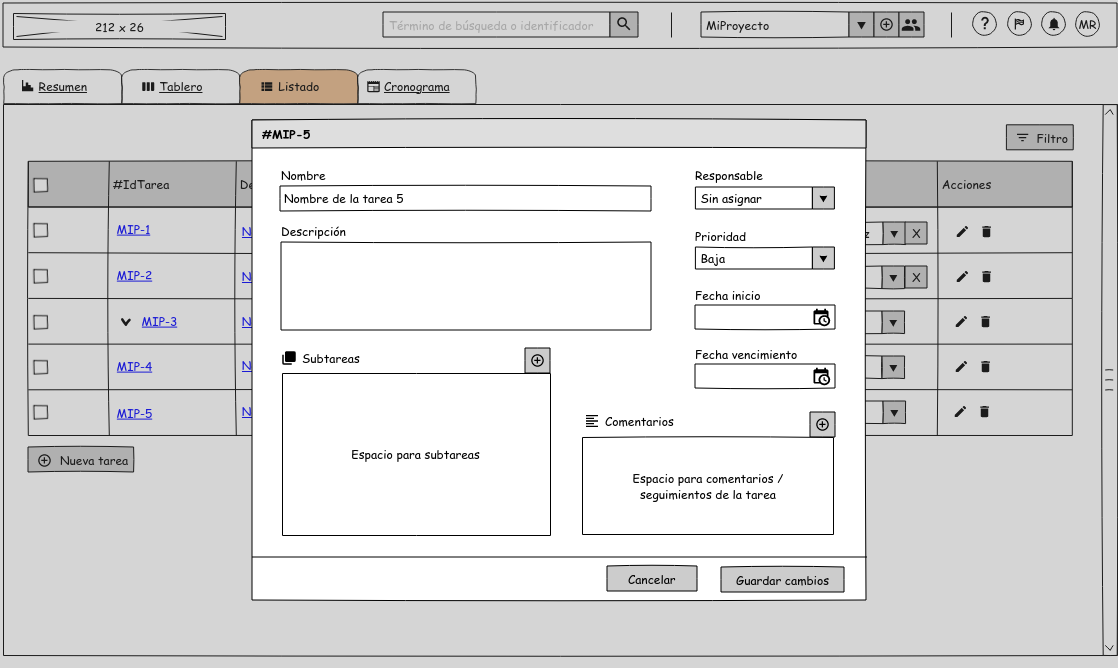 212 x 26
Término de búsqueda o identificador
MiProyecto
?
MR
Resumen
Tablero
Listado
Cronograma
#MIP-5
Filtro
#IdTarea
De
Acciones
Nombre
Nombre de la tarea 5
Responsable
Sin asignar
MIP-1
N
z
X
Descripción
Prioridad
Baja
MIP-2
N
X
Fecha inicio
MIP-3
N
Subtareas
Fecha vencimiento
MIP-4
N
MIP-5
N
Comentarios
Espacio para subtareas
Espacio para comentarios /
seguimientos de la tarea
Nueva tarea
Cancelar
Guardar cambios